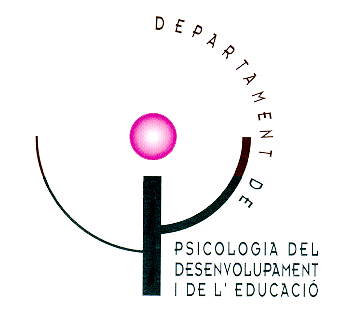 DEPARTAMENT DE
PSICOLOGIA DEL
DESENVOLUPAMENT
I DE L' EDUCACIÓ